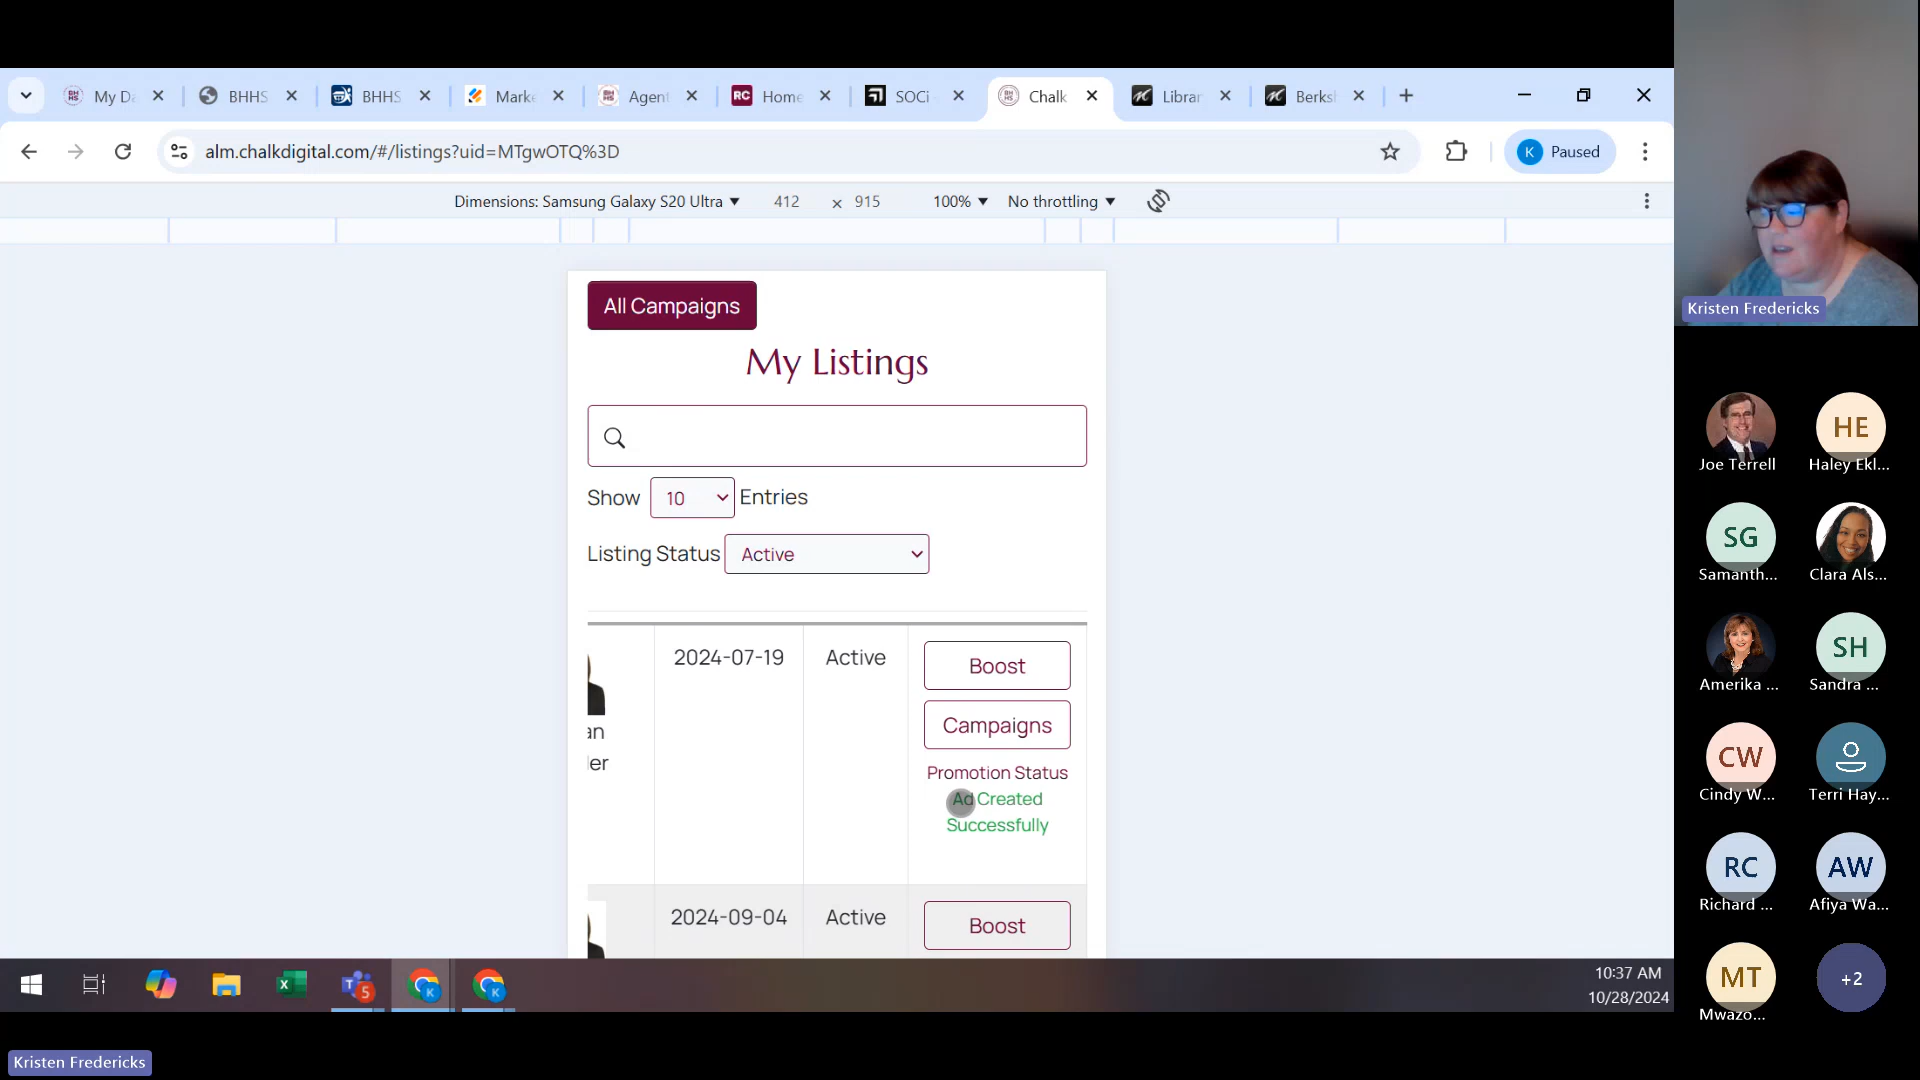 My Da
BHHS
BHHS
Marke
Agent
RC
Home
SOCi
Chalk
Librar
Berksh
alm.chalkdigital.com/#/listings?uid=MTgwOTQ%3D
K
Paused
Dimensions: Samsung Galaxy S20 Ultra
412
×
915
100%
No throttling
All Campaigns
My Listings
Show
10
Entries
Listing Status
Active
2024-07-19
Active
Boost
Campaigns
an
ler
Promotion Status
Ad Created
Successfully
2024-09-04
Active
Boost
10:37 AM
10/28/2024
Kristen Fredericks
Kristen Fredericks
Joe Terrell
HE
Haley Ekl...
SG
Samanth...
Clara Als...
Amerika ...
SH
Sandra ...
CW
Cindy W...
Terri Hay...
RC
Richard ...
AW
Afiya Wa...
MT
Mwazo...
+2